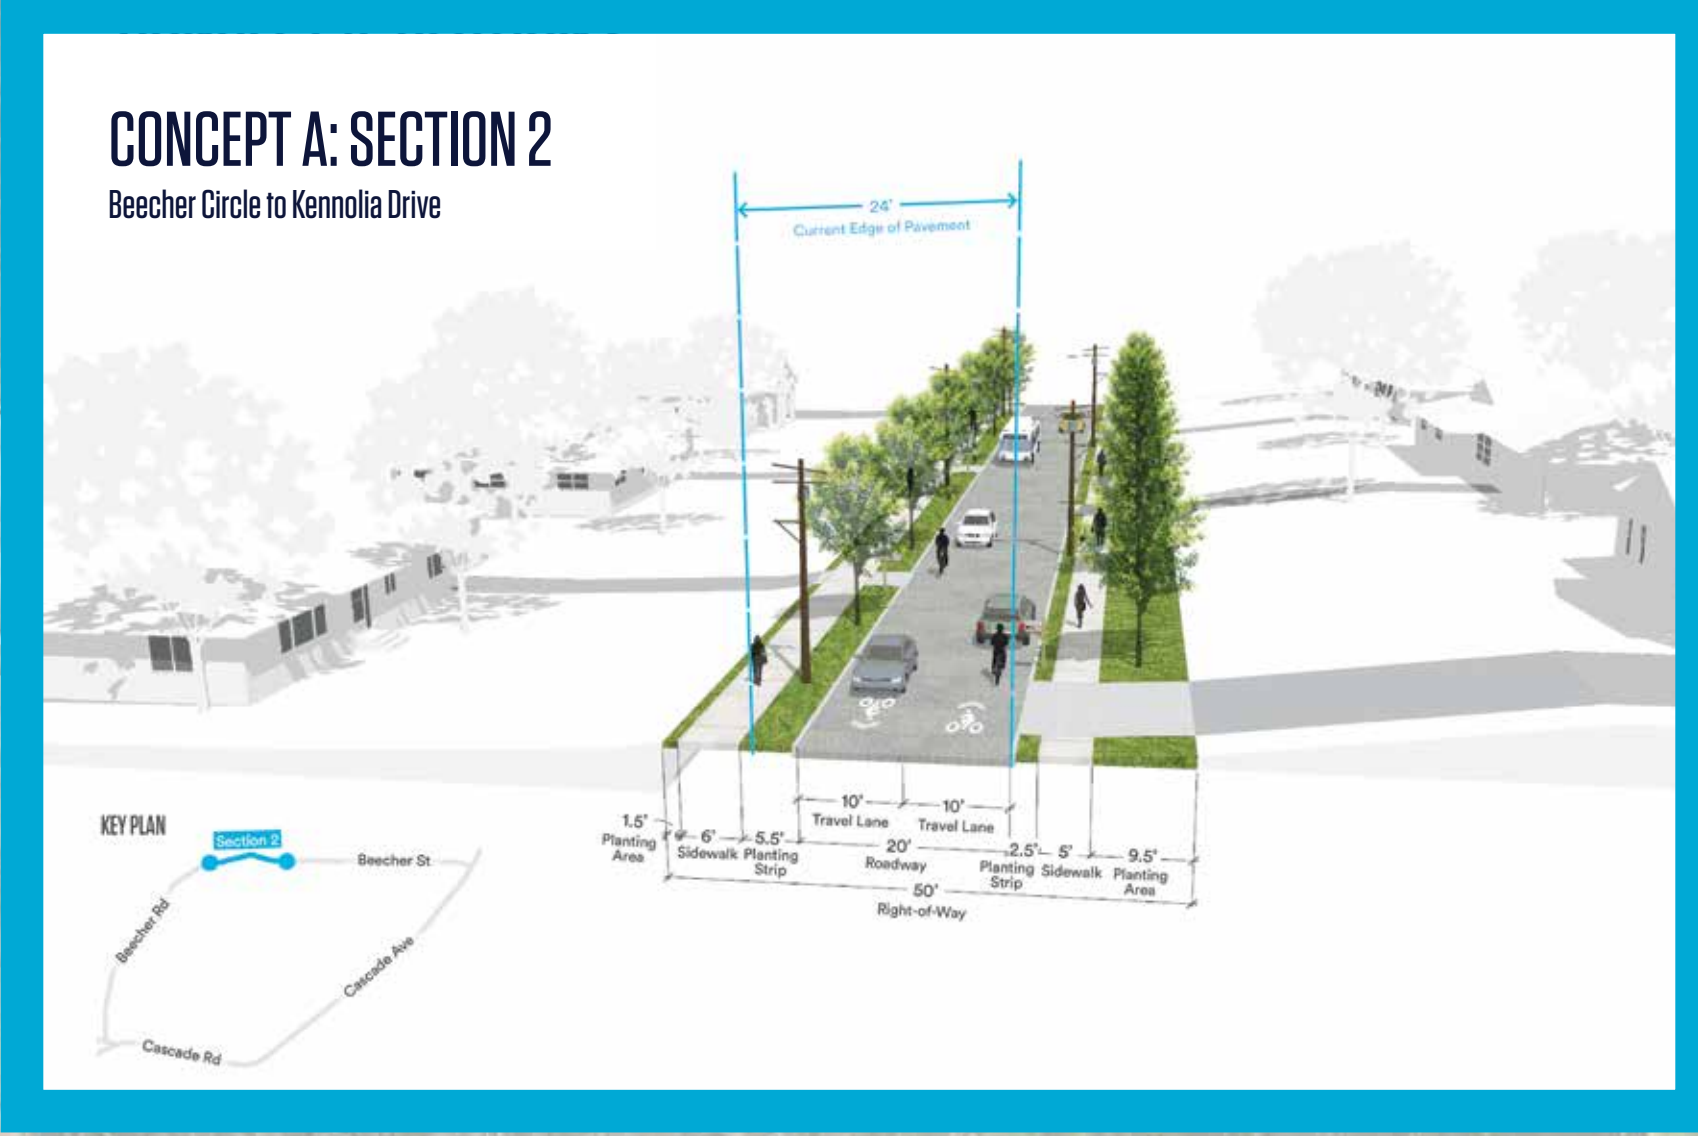 CONCEPT A: SECTION 2
Beecher Circle to Kennolia Drive
24'
Current Edge of Pavement
10'
Travel Lane
10'
Travel Lane
1.5'
Planting
Area
6'
Sidewalk
5.5'
Planting
Strip
20'
Roadway
2.5'
Planting
Strip
5'
Sidewalk
9.5'
Planting
Area
50'
Right-of-Way
KEY PLAN
Section 2
Beecher St
Beecher Rd
Cascade Ave
Cascade Rd